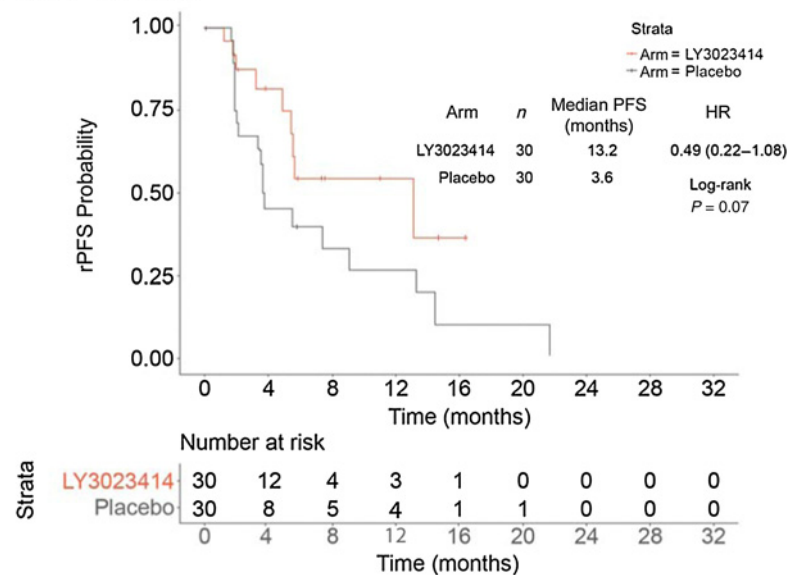 1.00
0.75
0.50
0.25
0.00
rPFS Probability
Strata
Arm = LY3023414
Arm = Placebo
Arm n Median PFS (months) HR
LY3023414 30 13.2 0.49 (0.22–1.08)
Placebo 30 3.6
Log-rank
P = 0.07
0 4 8 12 16 20 24 28 32
Time (months)
Number at risk
Strata
LY3023414 30 12 4 3 1 0 0 0 0
Placebo 30 8 5 4 1 1 0 0 0
0 4 8 12 16 20 24 28 32
Time (months)